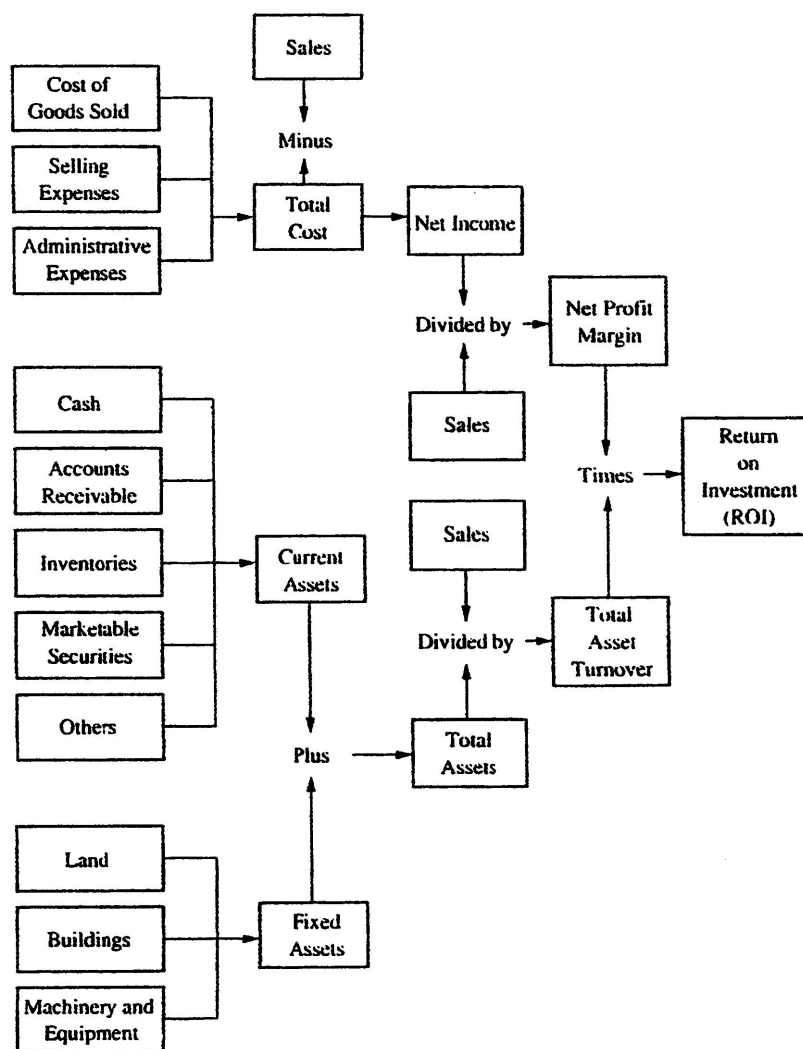 Sales
Cost of
Goods Sold
Minus
Selling
Expenses
Total
Cost
Net Income
Administrative
Expenses
Divided by
Net Profit
Margin
Sales
Cash
Accounts
Receivable
Times
Return
on
Investment
(ROI)
Sales
Inventories
Current
Assets
Marketable
Securities
Divided by
Total
Asset
Turnover
Others
Plus
Total
Assets
Land
Buildings
Fixed
Assets
Machinery and
Equipment